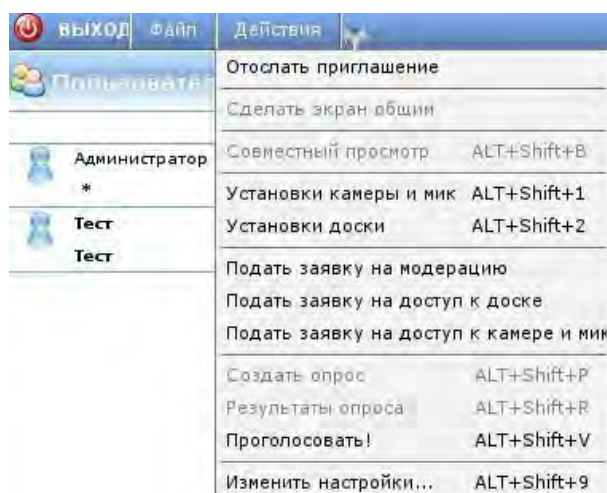 выход Файл Действия
Пользовател
Отослать приглашение
Сделать экран общим
Администратор
*
Совместный просмотр ALT+Shift+B
Установки камеры и мик ALT+Shift+1
Тест
Установки доски ALT+Shift+2
Тест
Подать заявку на модерацию
Подать заявку на доступ к доске
Подать заявку на доступ к камере и мик
Создать опрос ALT+Shift+P
Результаты опроса ALT+Shift+R
Проголосовать! ALT+Shift+V
Изменить настройки... ALT+Shift+9